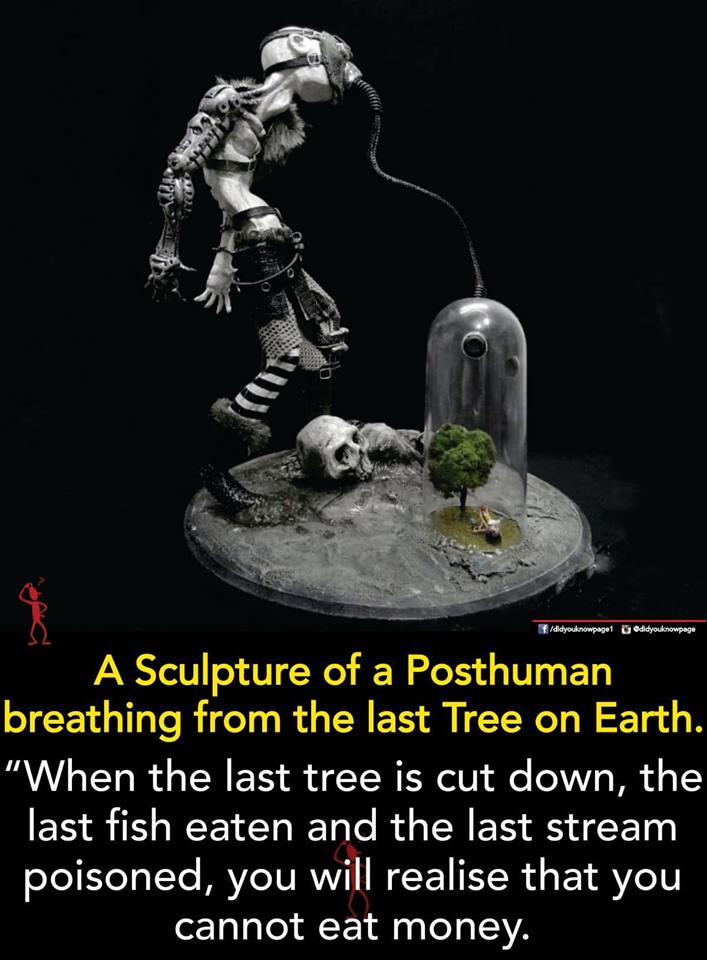 /didyouknowpage1 @didyouknowpage
A Sculpture of a Posthuman
breathing from the last Tree on Earth.
“When the last tree is cut down, the
last fish eaten and the last stream
poisoned, you will realise that you
cannot eat money.